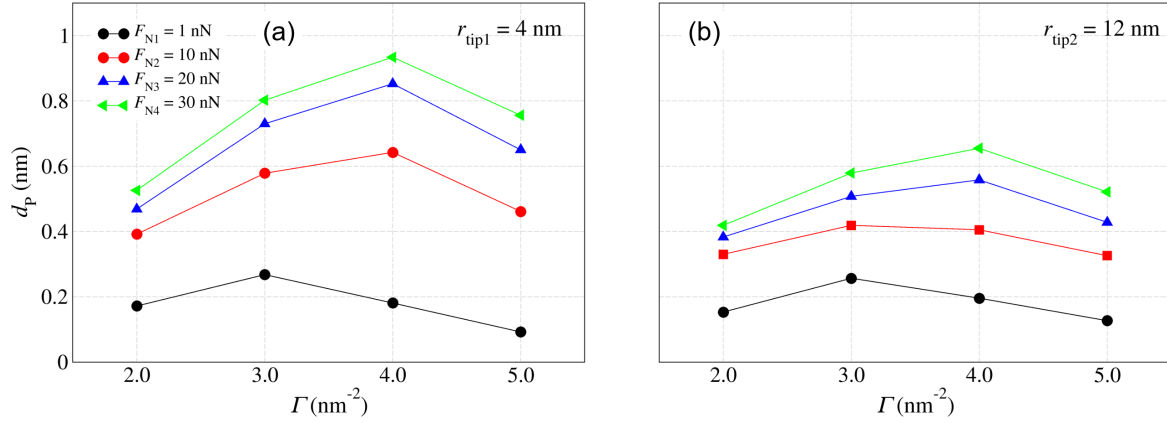 (a)
r_tip1 = 4 nm
F_N1 = 1 nN
F_N2 = 10 nN
F_N3 = 20 nN
F_N4 = 30 nN
d_P (nm)
1
0.8
0.6
0.4
0.2
0
2.0 3.0 4.0 5.0
Γ (nm⁻²)
(b)
r_tip2 = 12 nm
2.0 3.0 4.0 5.0
Γ (nm⁻²)